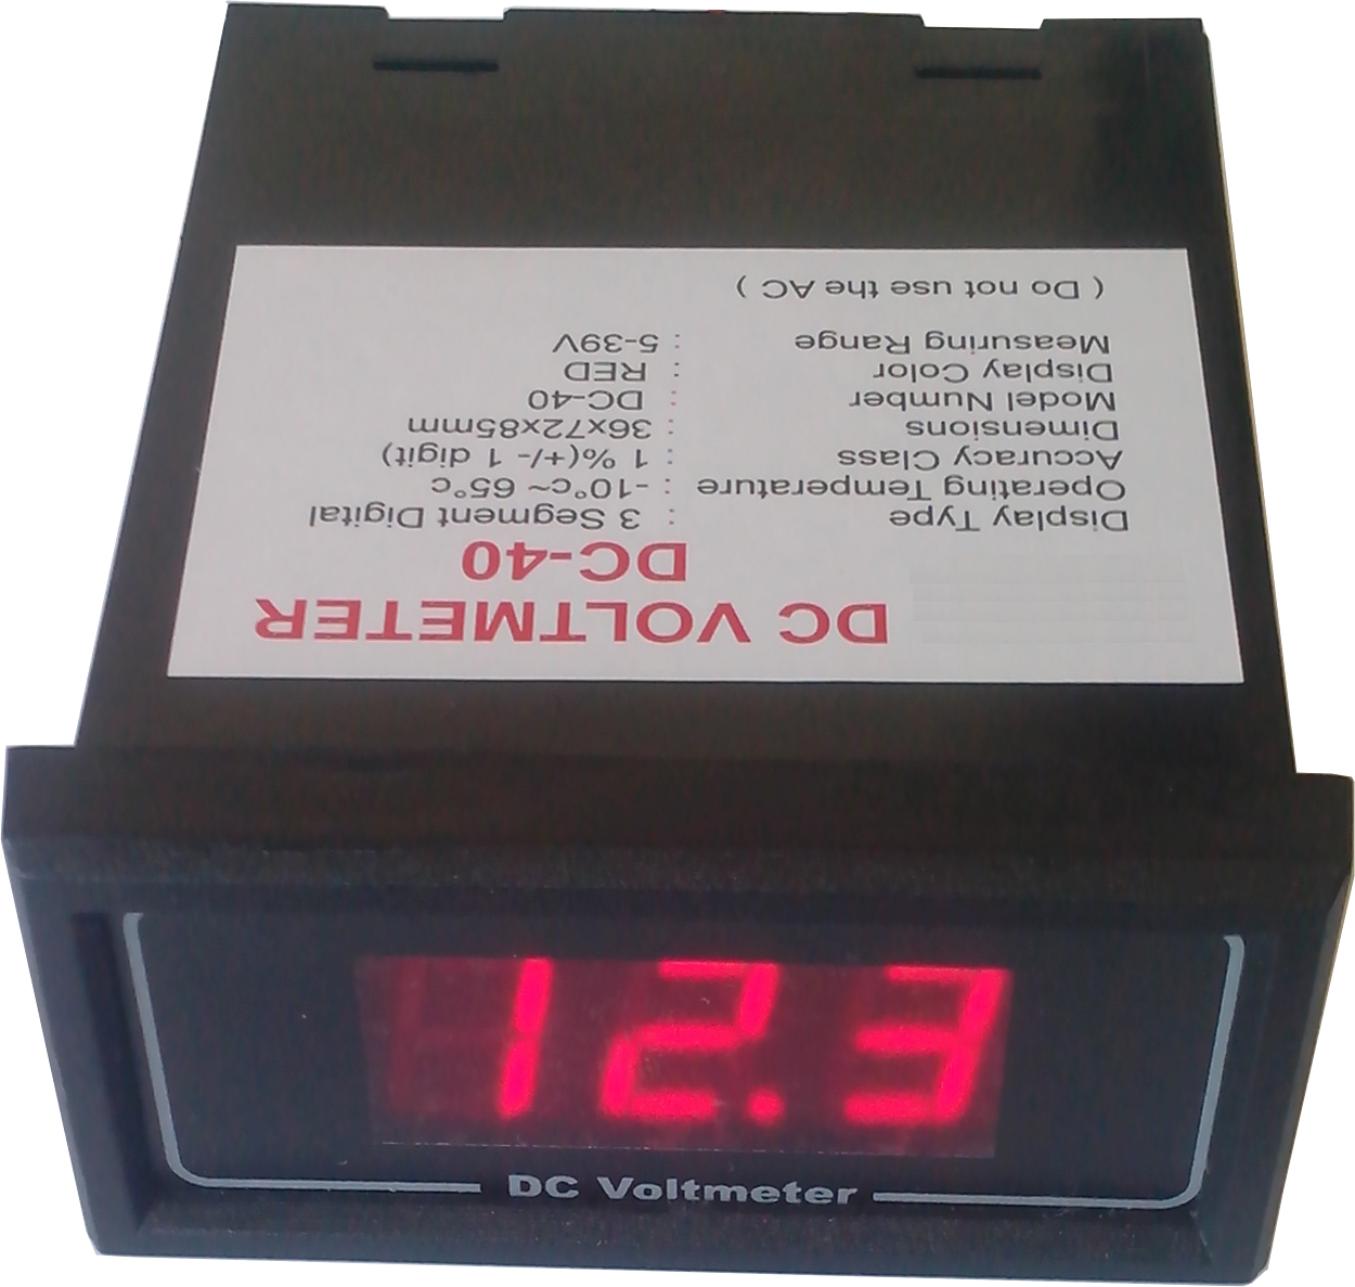 DC VOLTMETER
DC-40
Display Type : 3 Segment Digital
Operating Temperature : -10°c~ 65°c
Accuracy Class : 1 %(+/- 1 digit)
Dimensions : 36x72x85mm
Model Number : DC-40
Display Color : RED
Measuring Range : 5-39V
( Do not use the AC )
12.3
DC Voltmeter